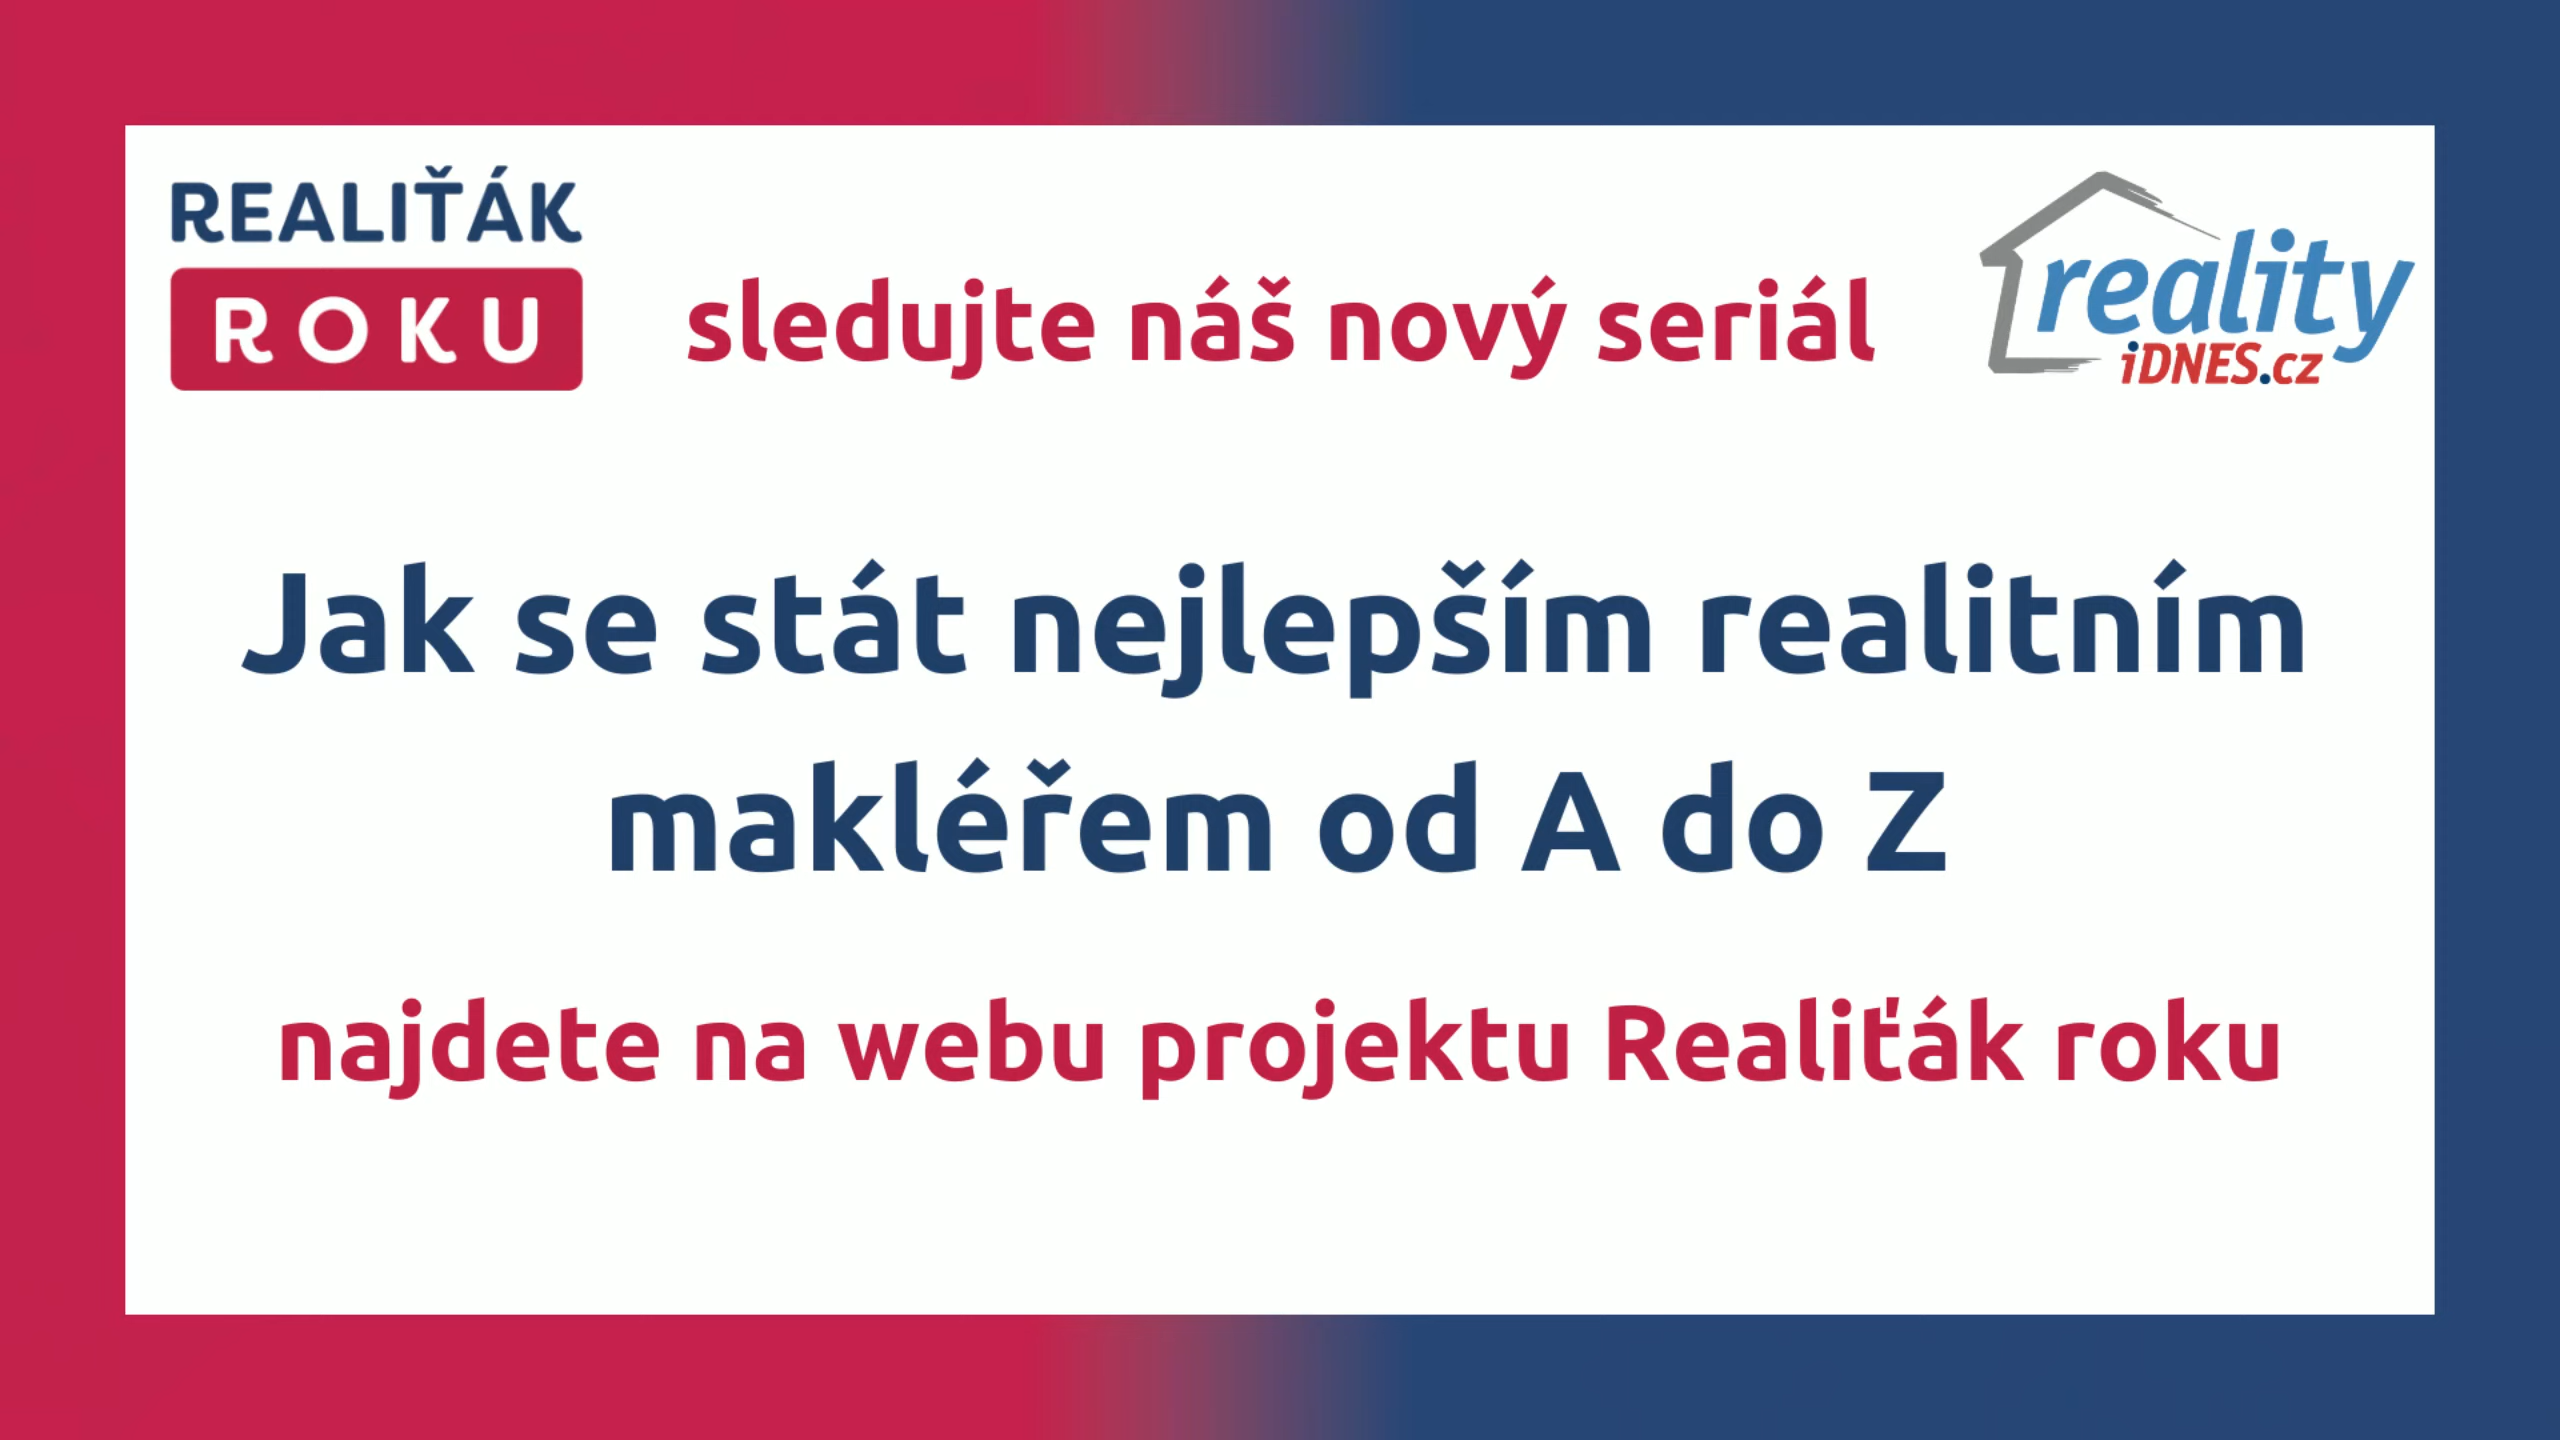 REALIŤÁK
ROKU
sledujte náš nový seriál
reality
iDNES.cz
Jak se stát nejlepším realitním
makléřem od A do Z
najdete na webu projektu Realiťák roku